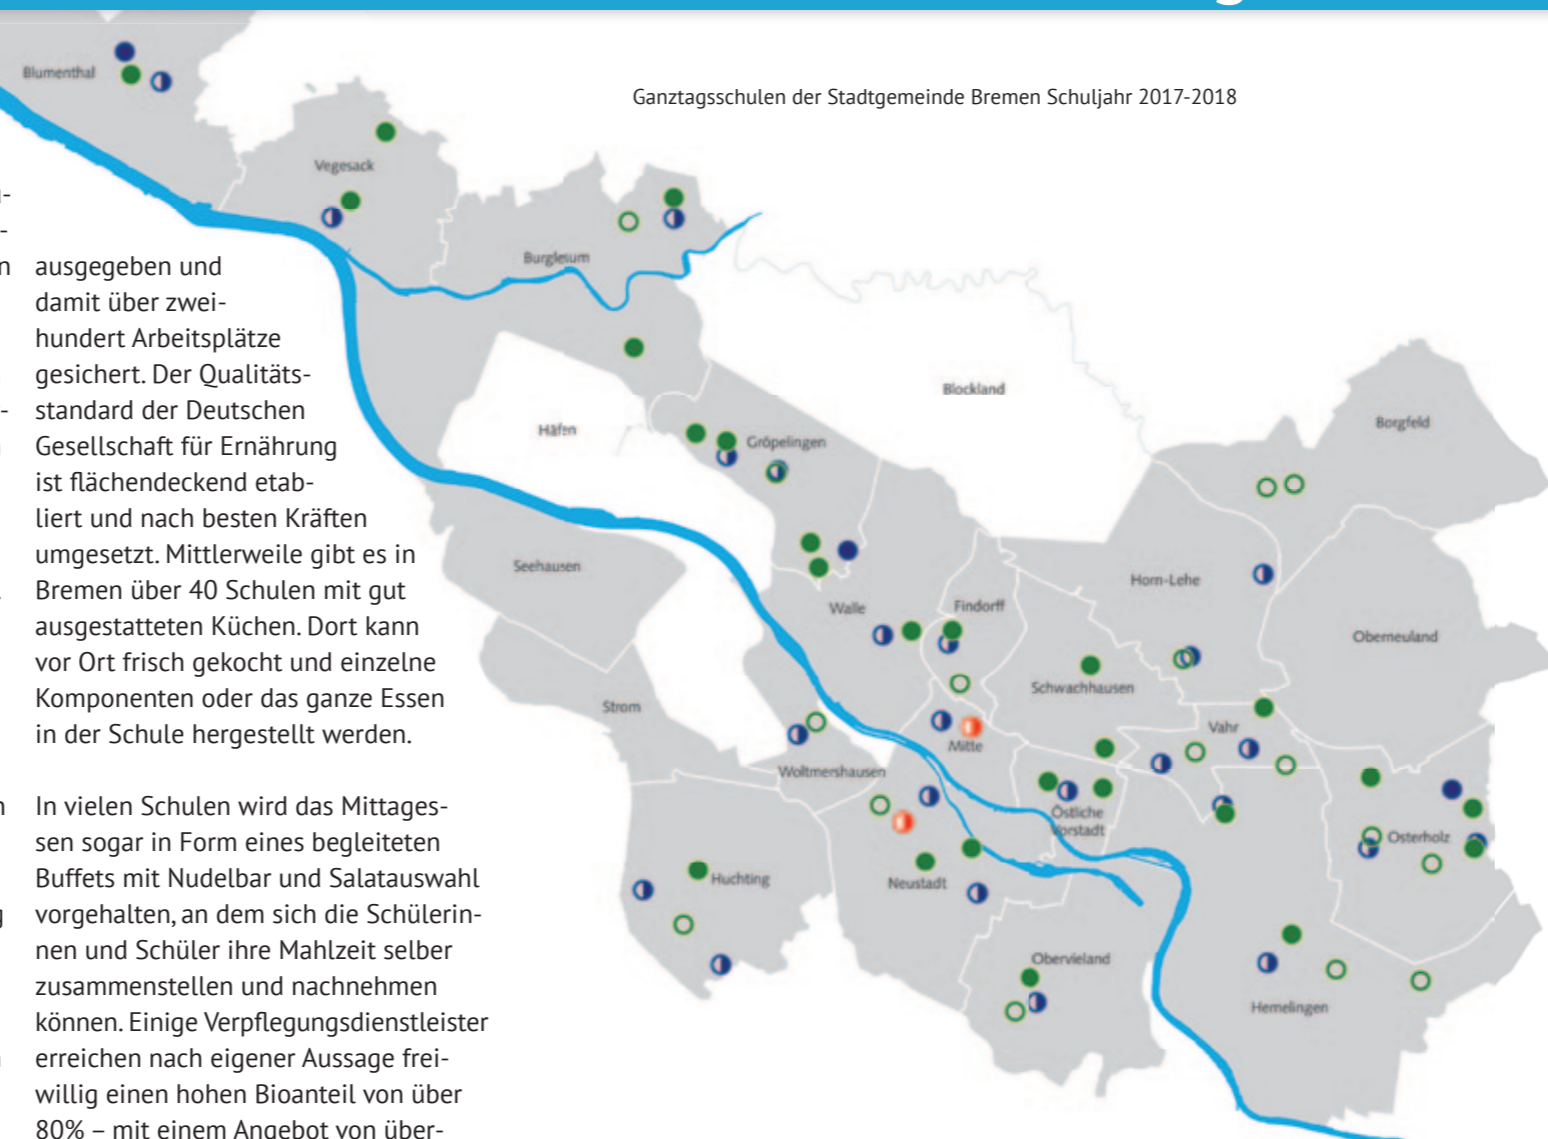 Ganztagsschulen der Stadtgemeinde Bremen Schuljahr 2017-2018
ausgegeben und
damit über zwei-
hundert Arbeitsplätze
gesichert. Der Qualitäts-
standard der Deutschen
Gesellschaft für Ernährung
ist flächendeckend etab-
liert und nach besten Kräften
umgesetzt. Mittlerweile gibt es in
Bremen über 40 Schulen mit gut
ausgestatteten Küchen. Dort kann
vor Ort frisch gekocht und einzelne
Komponenten oder das ganze Essen
in der Schule hergestellt werden.
In vielen Schulen wird das Mittages-
sen sogar in Form eines begleiteten
Buffets mit Nudelbar und Salatauswahl
vorgehalten, an dem sich die Schülerin-
nen und Schüler ihre Mahlzeit selber
zusammenstellen und nachnehmen
können. Einige Verpflegungsdienstleister
erreichen nach eigener Aussage frei-
willig einen hohen Bioanteil von über
80% – mit einem Angebot von über-
Blumenthal
Vegesack
Burglesum
Blockland
Häfen
Gröpelingen
Borgfeld
Seehausen
Horn-Lehe
Walle
Findorff
Oberneuland
Schwachhausen
Strom
Vahr
Mitte
Woltmershausen
Östliche
Vorstadt
Osterholz
Huchting
Neustadt
Obervieland
Hemelingen